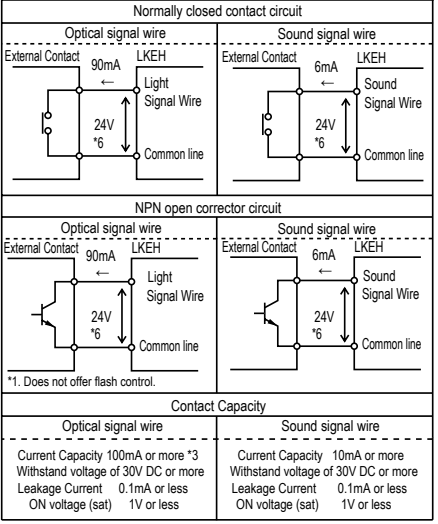 Normally closed contact circuit
Optical signal wire
Sound signal wire
External Contact
90mA
←
LKEH
Light
Signal Wire
24V
*6
Common line
External Contact
6mA
←
LKEH
Sound
Signal Wire
24V
*6
Common line
NPN open corrector circuit
Optical signal wire
Sound signal wire
External Contact
90mA
←
LKEH
Light
Signal Wire
24V
*6
Common line
*1. Does not offer flash control.
External Contact
6mA
←
LKEH
Sound
Signal Wire
24V
*6
Common line
Contact Capacity
Optical signal wire
Sound signal wire
Current Capacity 100mA or more *3
Withstand voltage of 30V DC or more
Leakage Current 0.1mA or less
ON voltage (sat) 1V or less
Current Capacity 10mA or more
Withstand voltage of 30V DC or more
Leakage Current 0.1mA or less
ON voltage (sat) 1V or less